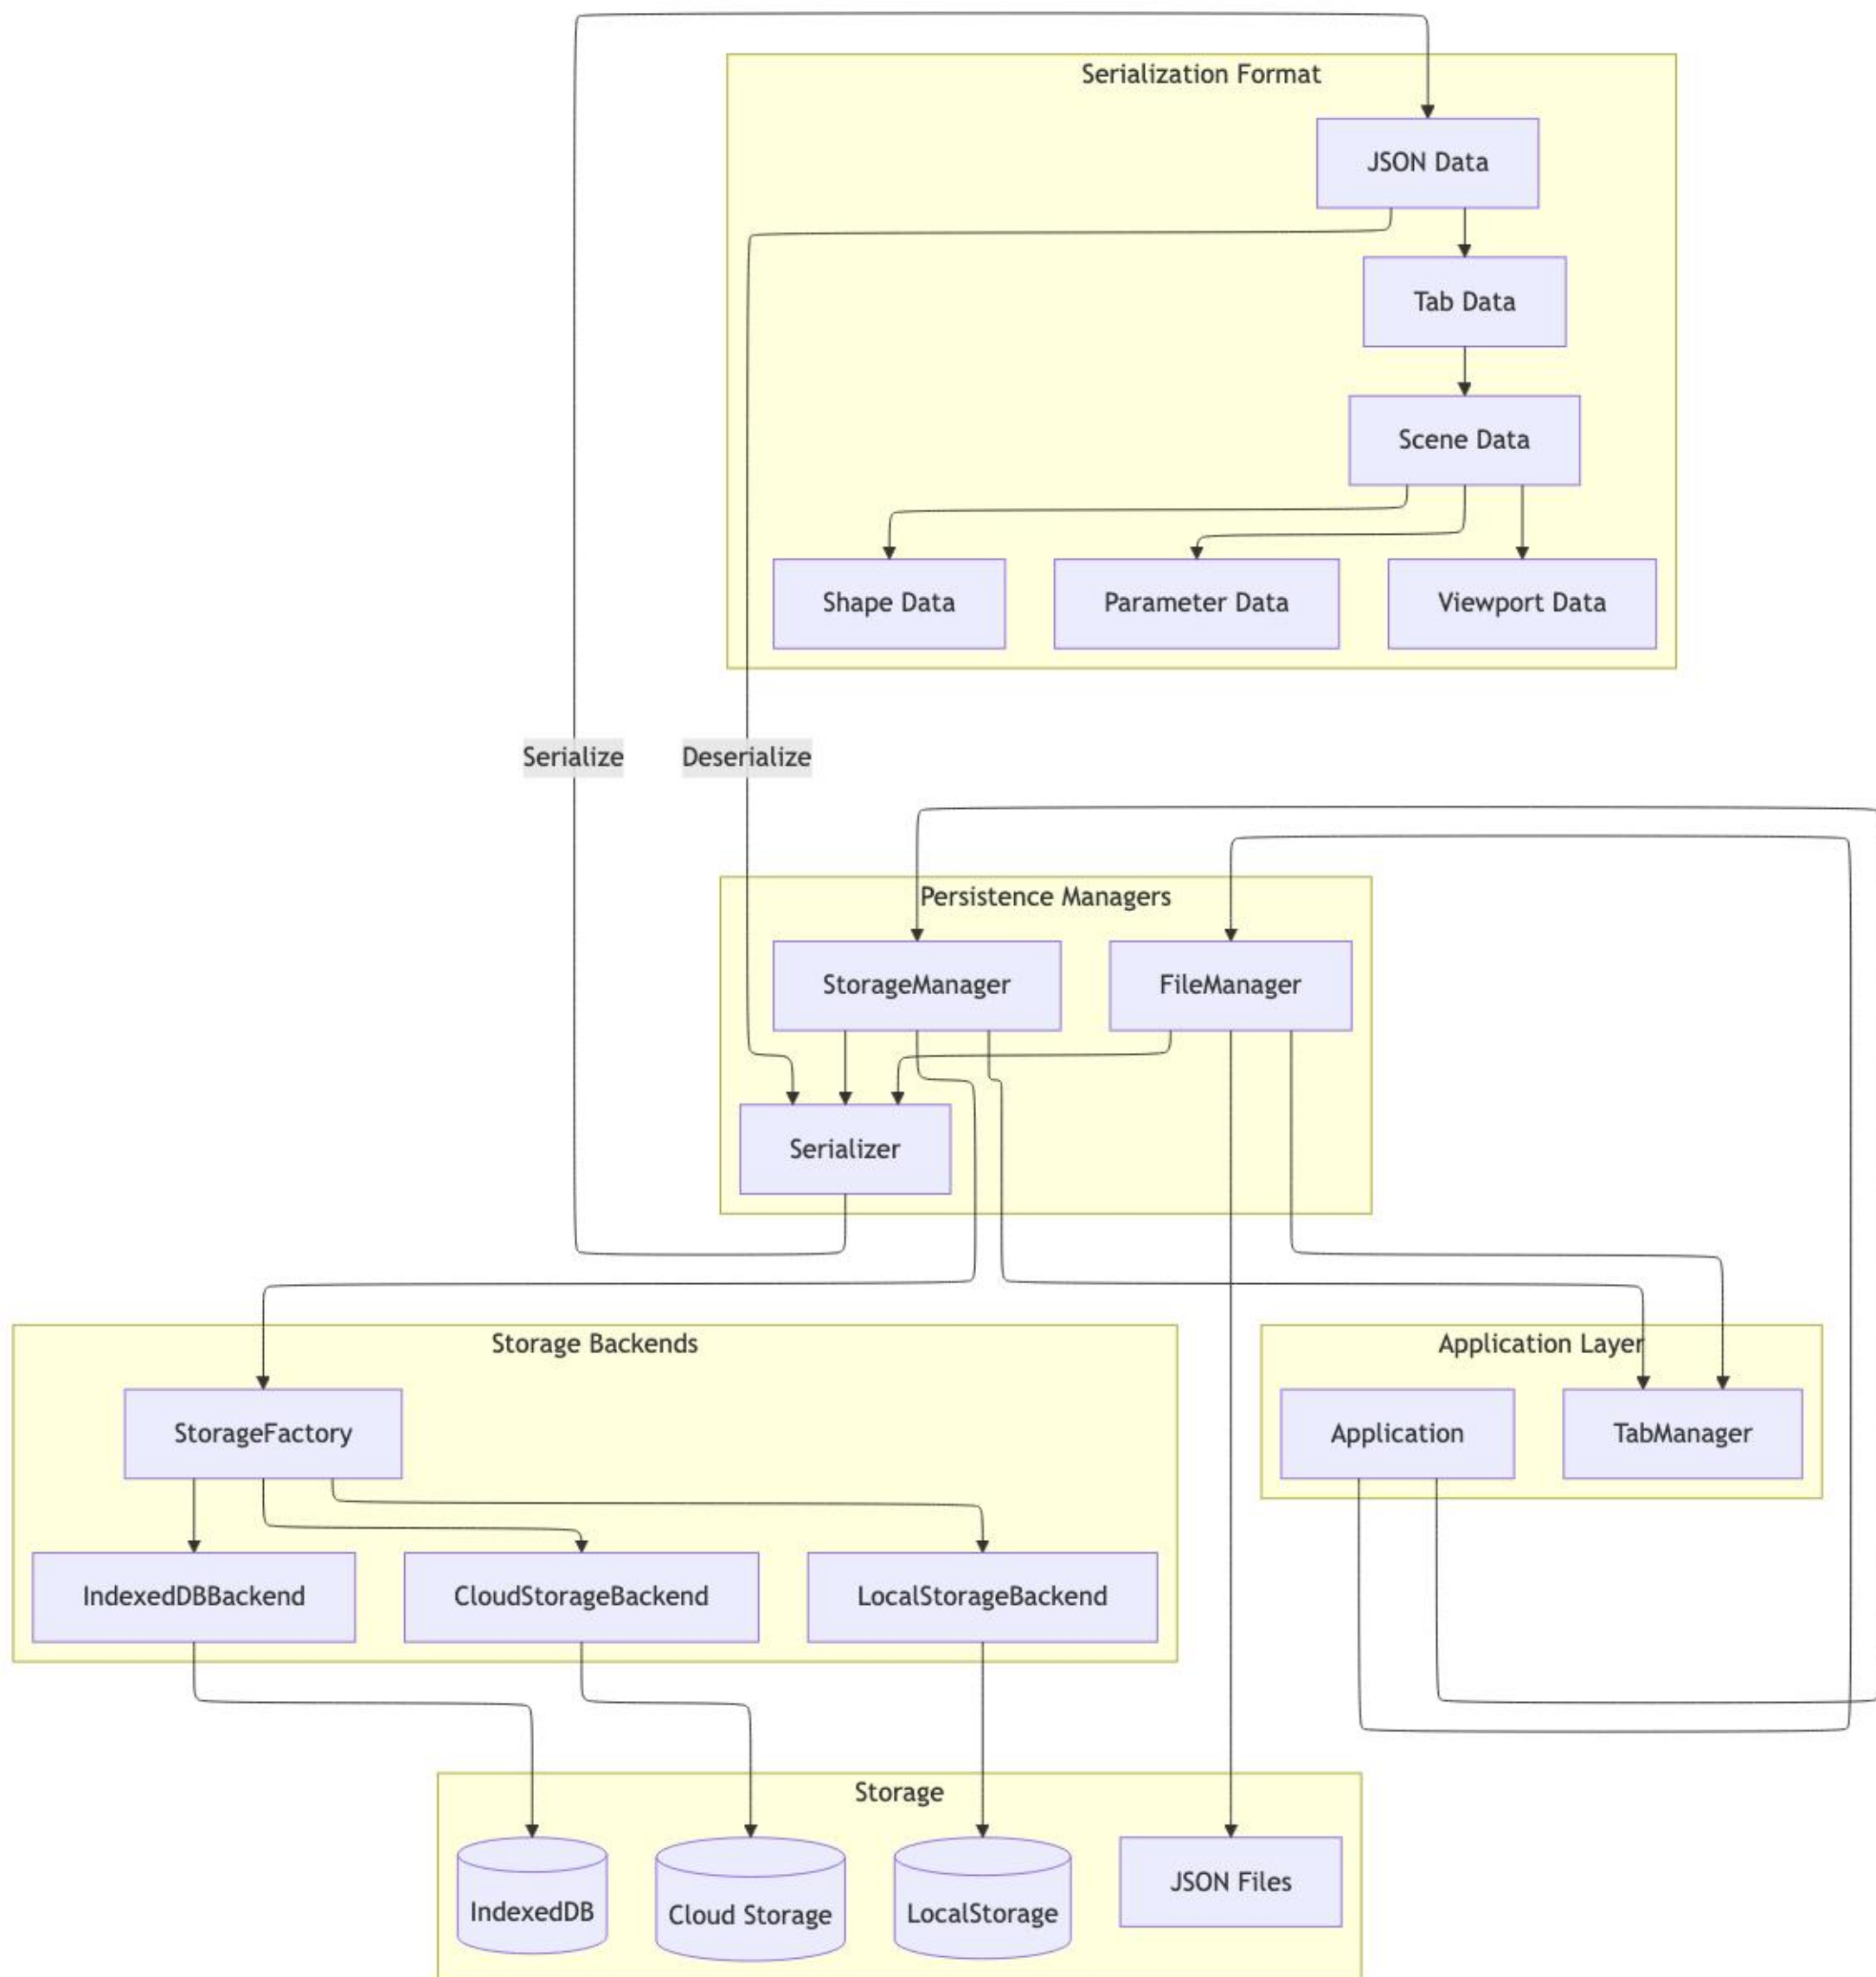 Serialization Format
JSON Data
Tab Data
Scene Data
Shape Data
Parameter Data
Viewport Data
Serialize
Deserialize
Persistence Managers
StorageManager
FileManager
Serializer
Storage Backends
Application Layer
StorageFactory
Application
TabManager
IndexedDBBackend
CloudStorageBackend
LocalStorageBackend
Storage
IndexedDB
Cloud Storage
LocalStorage
JSON Files